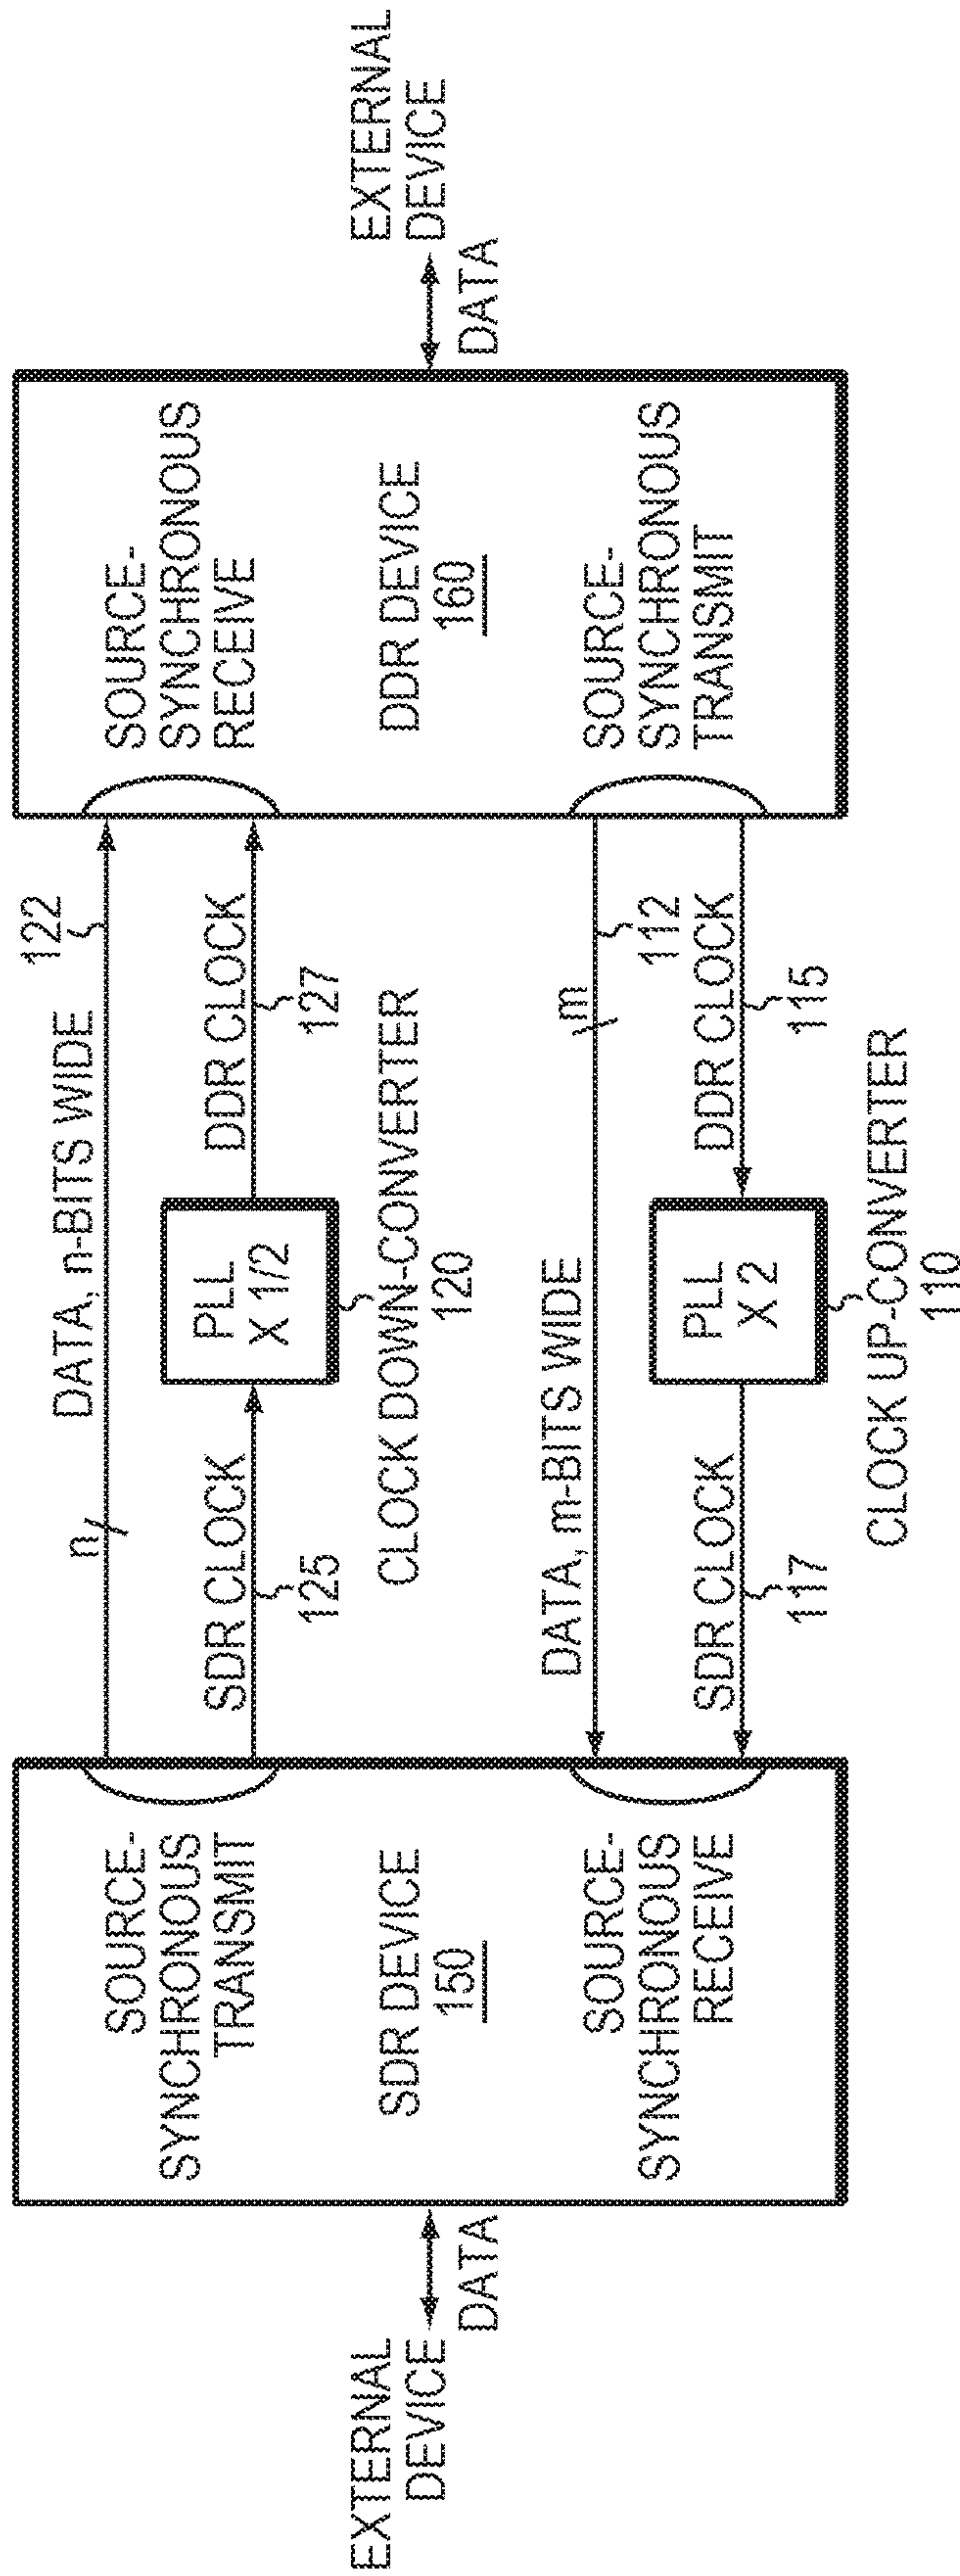 DATA, n-BITS WIDE
122
n
SOURCE-
SYNCHRONOUS
TRANSMIT
SDR CLOCK
125
PLL
X 1/2
DDR CLOCK
127
CLOCK DOWN-CONVERTER
120
SOURCE-
SYNCHRONOUS
RECEIVE
EXTERNAL
DEVICE
DATA
SDR DEVICE
150
DDR DEVICE
160
EXTERNAL
DEVICE
DATA
DATA, m-BITS WIDE
m
112
SOURCE-
SYNCHRONOUS
RECEIVE
SDR CLOCK
117
PLL
X 2
DDR CLOCK
115
CLOCK UP-CONVERTER
110
SOURCE-
SYNCHRONOUS
TRANSMIT